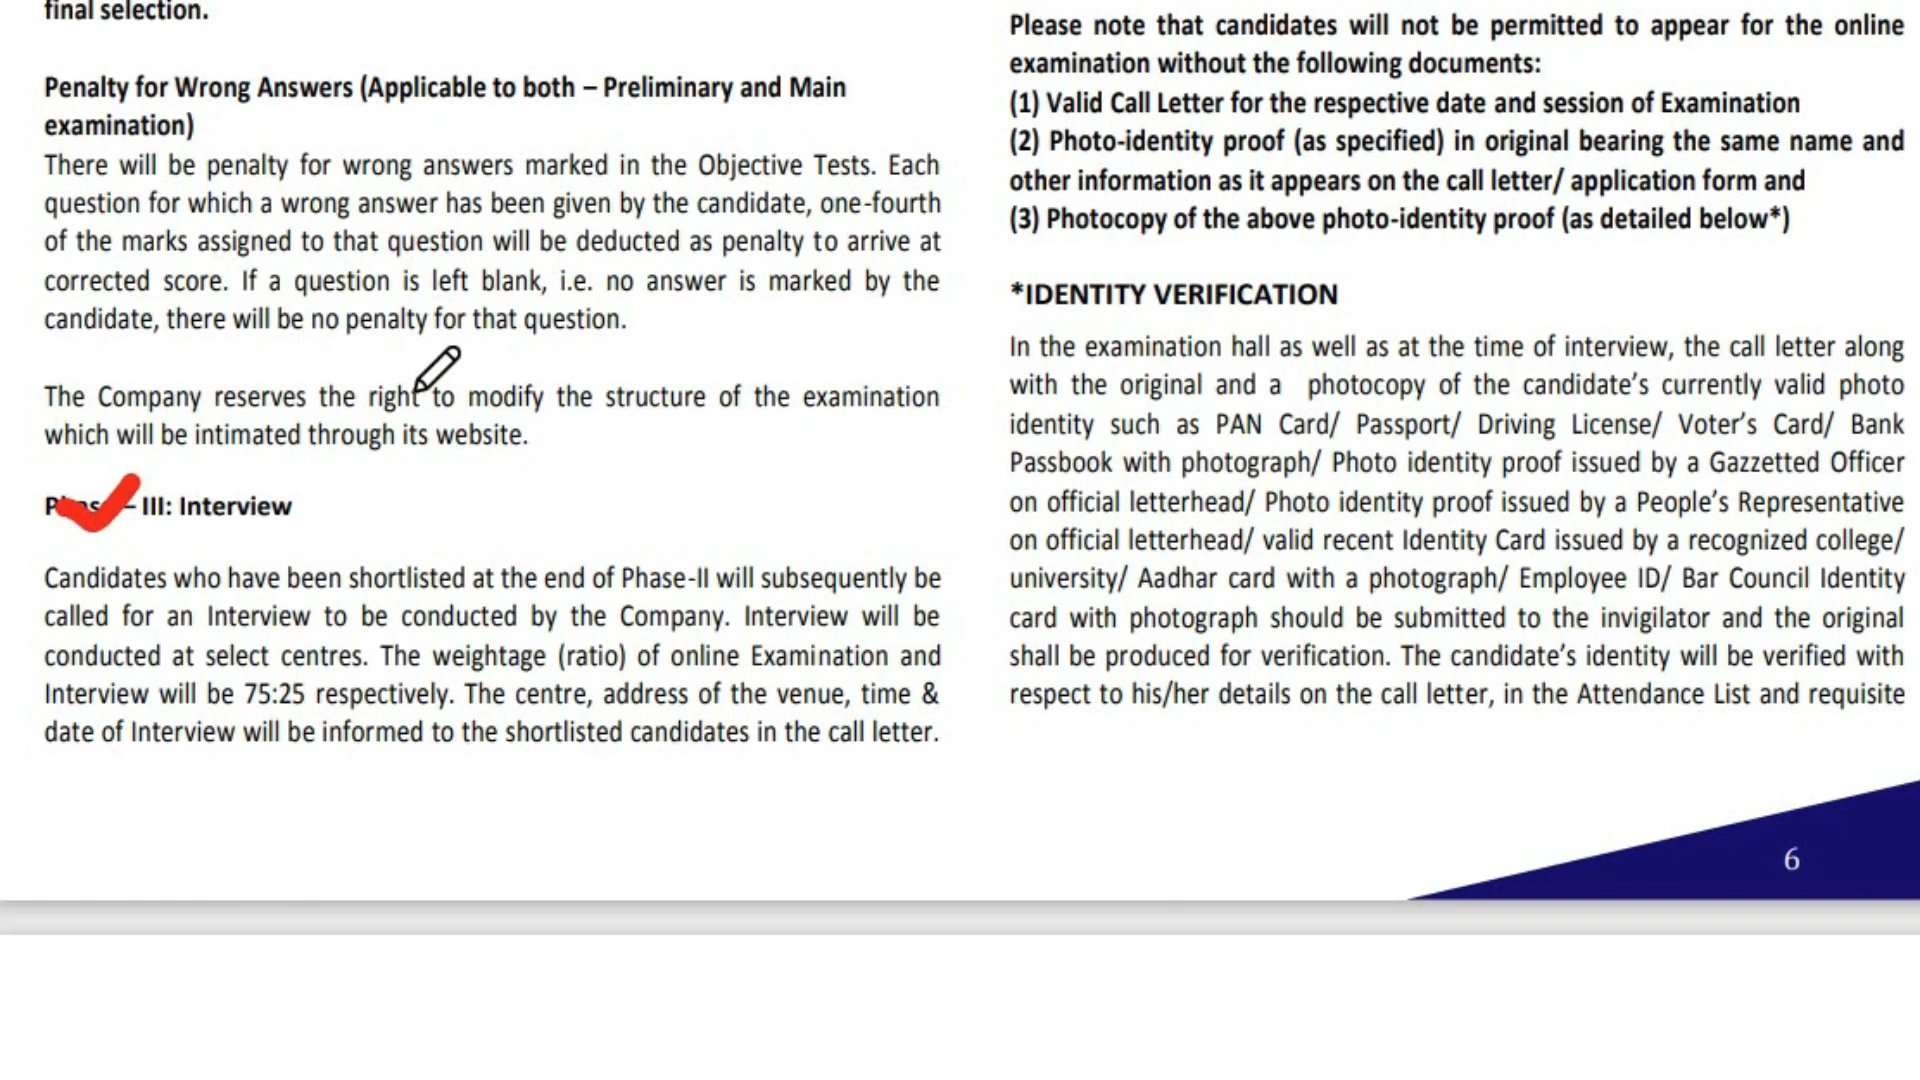 final selection.
Penalty for Wrong Answers (Applicable to both – Preliminary and Main
examination)
There will be penalty for wrong answers marked in the Objective Tests. Each
question for which a wrong answer has been given by the candidate, one-fourth
of the marks assigned to that question will be deducted as penalty to arrive at
corrected score. If a question is left blank, i.e. no answer is marked by the
candidate, there will be no penalty for that question.
The Company reserves the right to modify the structure of the examination
which will be intimated through its website.
– III: Interview
Candidates who have been shortlisted at the end of Phase-II will subsequently be
called for an Interview to be conducted by the Company. Interview will be
conducted at select centres. The weightage (ratio) of online Examination and
Interview will be 75:25 respectively. The centre, address of the venue, time &
date of Interview will be informed to the shortlisted candidates in the call letter.
Please note that candidates will not be permitted to appear for the online
examination without the following documents:
(1) Valid Call Letter for the respective date and session of Examination
(2) Photo-identity proof (as specified) in original bearing the same name and
other information as it appears on the call letter/ application form and
(3) Photocopy of the above photo-identity proof (as detailed below*)
*IDENTITY VERIFICATION
In the examination hall as well as at the time of interview, the call letter along
with the original and a photocopy of the candidate's currently valid photo
identity such as PAN Card/ Passport/ Driving License/ Voter's Card/ Bank
Passbook with photograph/ Photo identity proof issued by a Gazzetted Officer
on official letterhead/ Photo identity proof issued by a People's Representative
on official letterhead/ valid recent Identity Card issued by a recognized college/
university/ Aadhar card with a photograph/ Employee ID/ Bar Council Identity
card with photograph should be submitted to the invigilator and the original
shall be produced for verification. The candidate's identity will be verified with
respect to his/her details on the call letter, in the Attendance List and requisite
6